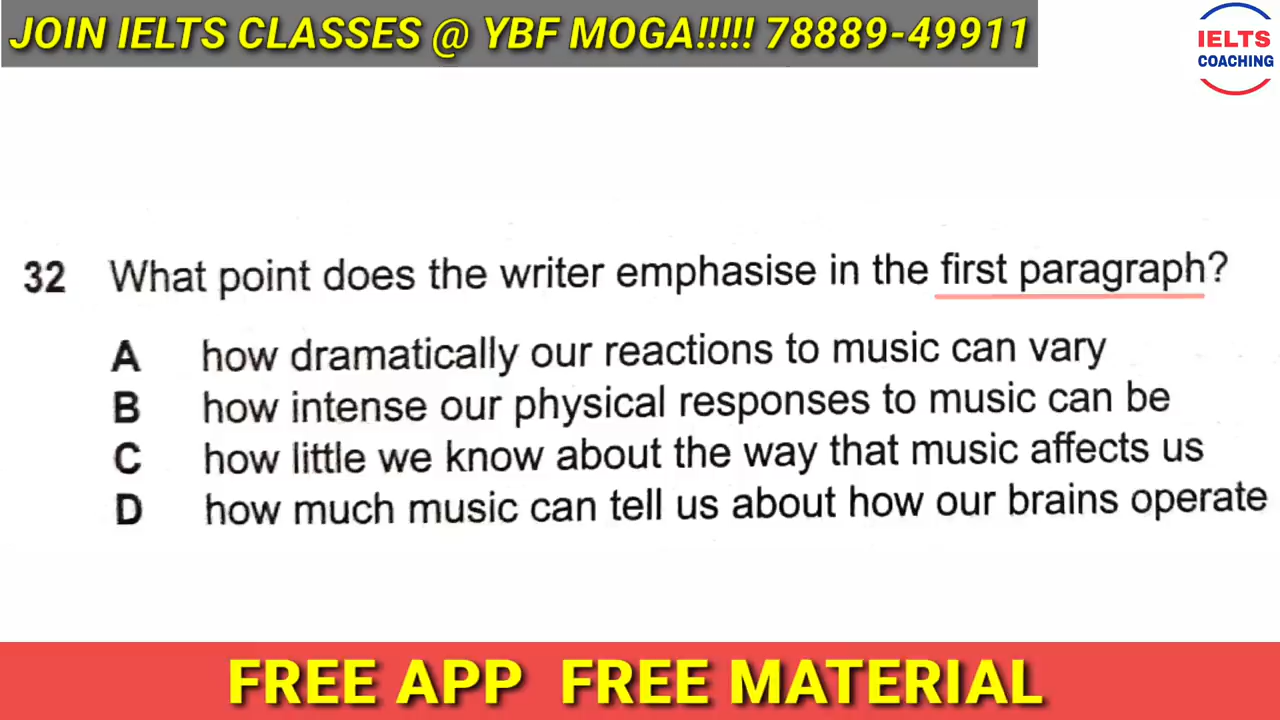 JOIN IELTS CLASSES @ YBF MOGA!!!!! 78889-49911
IELTS
COACHING
32 What point does the writer emphasise in the first paragraph?
A how dramatically our reactions to music can vary
B how intense our physical responses to music can be
C how little we know about the way that music affects us
D how much music can tell us about how our brains operate
FREE APP FREE MATERIAL